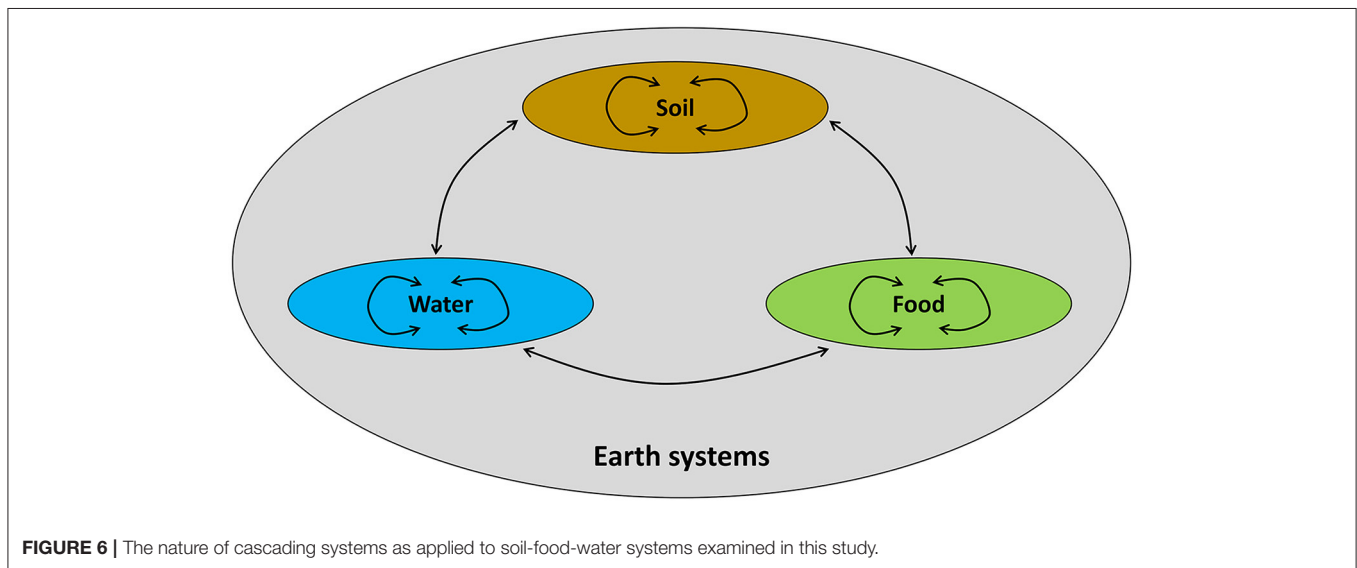 Soil
Water
Food
Earth systems
FIGURE 6 | The nature of cascading systems as applied to soil-food-water systems examined in this study.